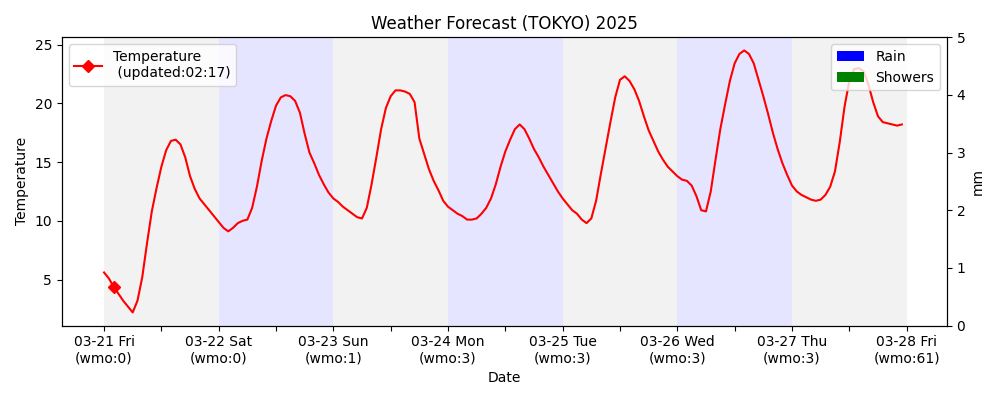 Weather Forecast (TOKYO) 2025
Temperature
(updated:02:17)
Rain
Showers
25
20
15
10
5
Temperature
5
4
3
2
1
0
mm
03-21 Fri
(wmo:0)
03-22 Sat
(wmo:0)
03-23 Sun
(wmo:1)
03-24 Mon
(wmo:3)
03-25 Tue
(wmo:3)
03-26 Wed
(wmo:3)
03-27 Thu
(wmo:3)
03-28 Fri
(wmo:61)
Date